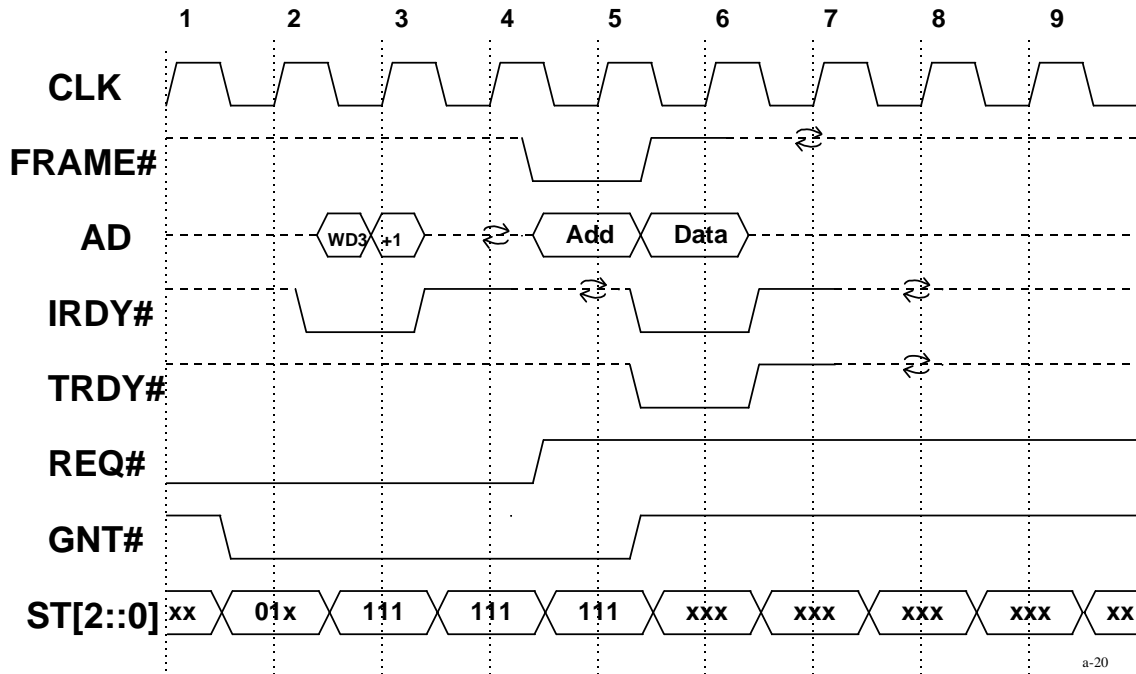 1 2 3 4 5 6 7 8 9
CLK
FRAME#
AD WD3 +1 Add Data
IRDY#
TRDY#
REQ#
GNT#
ST[2::0] xx 01x 111 111 111 xxx xxx xxx xxx xx
a-20